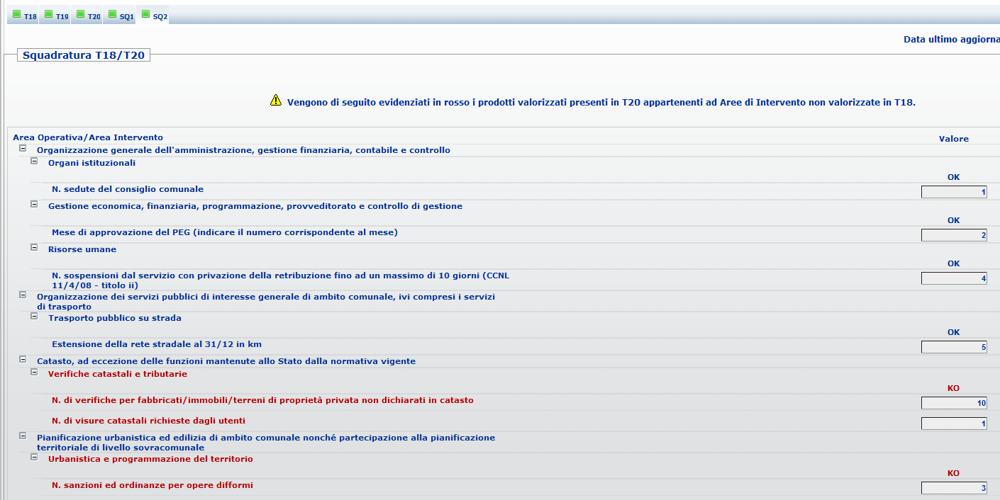 T18 T19 T20 SQ1 SQ2
Data ultimo aggiorna
Squadratura T18/T20
Vengono di seguito evidenziati in rosso i prodotti valorizzati presenti in T20 appartenenti ad Aree di Intervento non valorizzate in T18.
Area Operativa/Area Intervento Valore
Organizzazione generale dell'amministrazione, gestione finanziaria, contabile e controllo
Organi istituzionali
OK
N. sedute del consiglio comunale 1
Gestione economica, finanziaria, programmazione, provveditorato e controllo di gestione
OK
Mese di approvazione del PEG (indicare il numero corrispondente al mese) 2
Risorse umane
OK
N. sospensioni dal servizio con privazione della retribuzione fino ad un massimo di 10 giorni (CCNL 4
11/4/08 - titolo ii)
Organizzazione dei servizi pubblici di interesse generale di ambito comunale, ivi compresi i servizi
di trasporto
Trasporto pubblico su strada
OK
Estensione della rete stradale al 31/12 in km 5
Catasto, ad eccezione delle funzioni mantenute allo Stato dalla normativa vigente
Verifiche catastali e tributarie
KO
N. di verifiche per fabbricati/immobili/terreni di proprietà privata non dichiarati in catasto 10
N. di visure catastali richieste dagli utenti 1
Pianificazione urbanistica ed edilizia di ambito comunale nonché partecipazione alla pianificazione
territoriale di livello sovracomunale
Urbanistica e programmazione del territorio
KO
N. sanzioni ed ordinanze per opere difformi 3